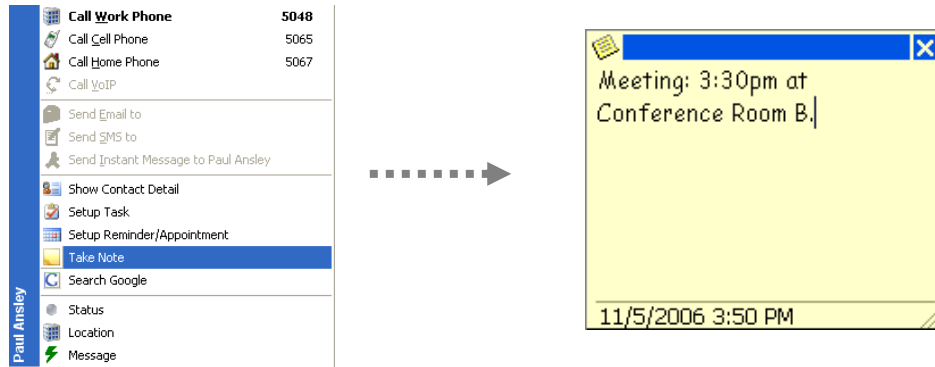 Call Work Phone 5048
Call Cell Phone 5065
Call Home Phone 5067
Call VoIP
Send Email to
Send SMS to
Send Instant Message to Paul Ansley
Show Contact Detail
Setup Task
Setup Reminder/Appointment
Take Note
Search Google
Status
Location
Message
Paul Ansley
Meeting: 3:30pm at
Conference Room B.
11/5/2006 3:50 PM